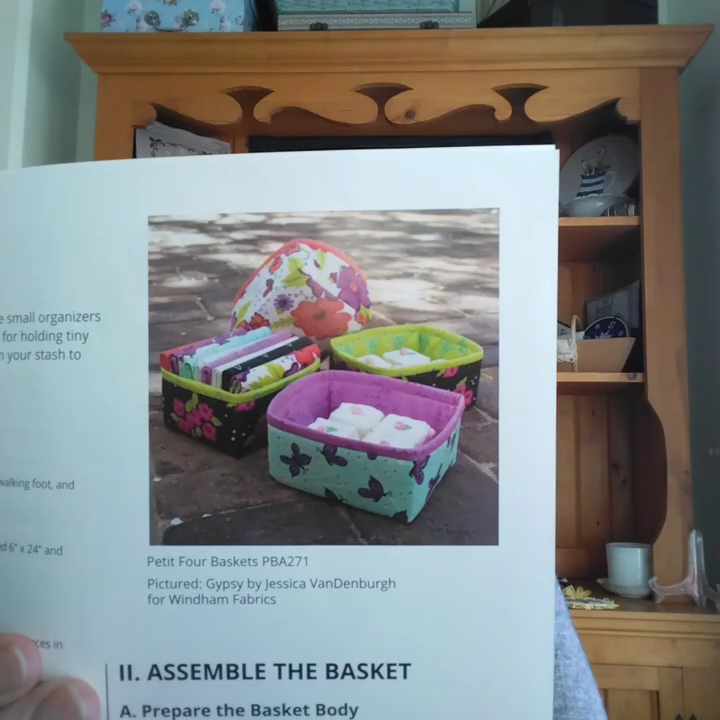 e small organizers
for holding tiny
your stash to
walking foot, and
d 6" x 24" and
ces in
Petit Four Baskets PBA271
Pictured: Gypsy by Jessica VanDenburgh
for Windham Fabrics
II. ASSEMBLE THE BASKET
A. Prepare the Basket Body